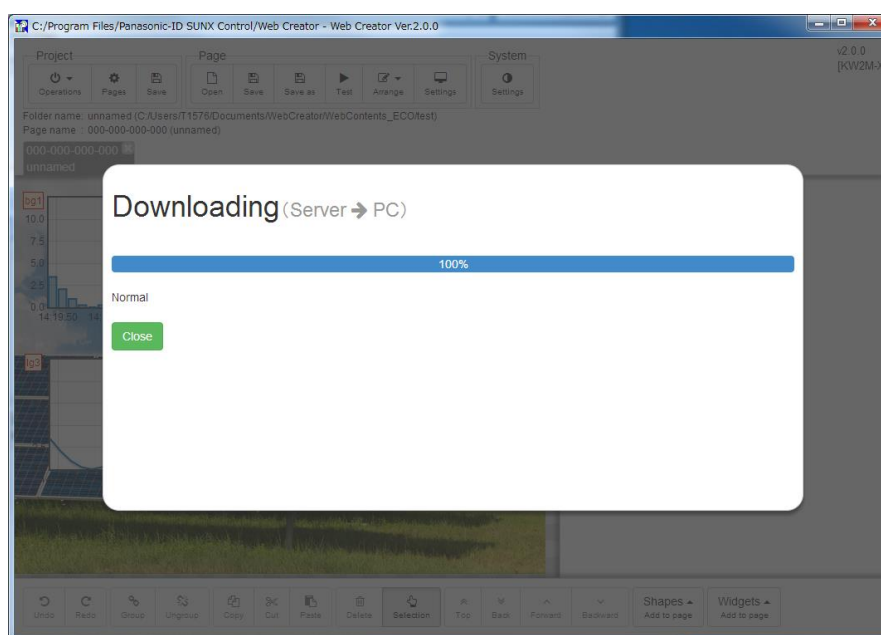 C:/Program Files/Panasonic-ID SUNX Control/Web Creator - Web Creator Ver.2.0.0
Project
Page
System
v2.0.0
[KW2M-X
Operations
Pages
Save
Open
Save
Save as
Test
Arrange
Settings
Settings
Folder name: unnamed (C:/Users/T1576/Documents/WebCreator/WebContents_ECO/test)
Page name : 000-000-000-000 (unnamed)
000-000-000-000
unnamed
Downloading (Server → PC)
10.0
7.5
5.0
2.5
0.0
14:19:50 14
100%
Normal
Close
lg3
Undo
Redo
Group
Ungroup
Copy
Cut
Paste
Delete
Selection
Top
Back
Forward
Backward
Shapes
Add to page
Widgets
Add to page